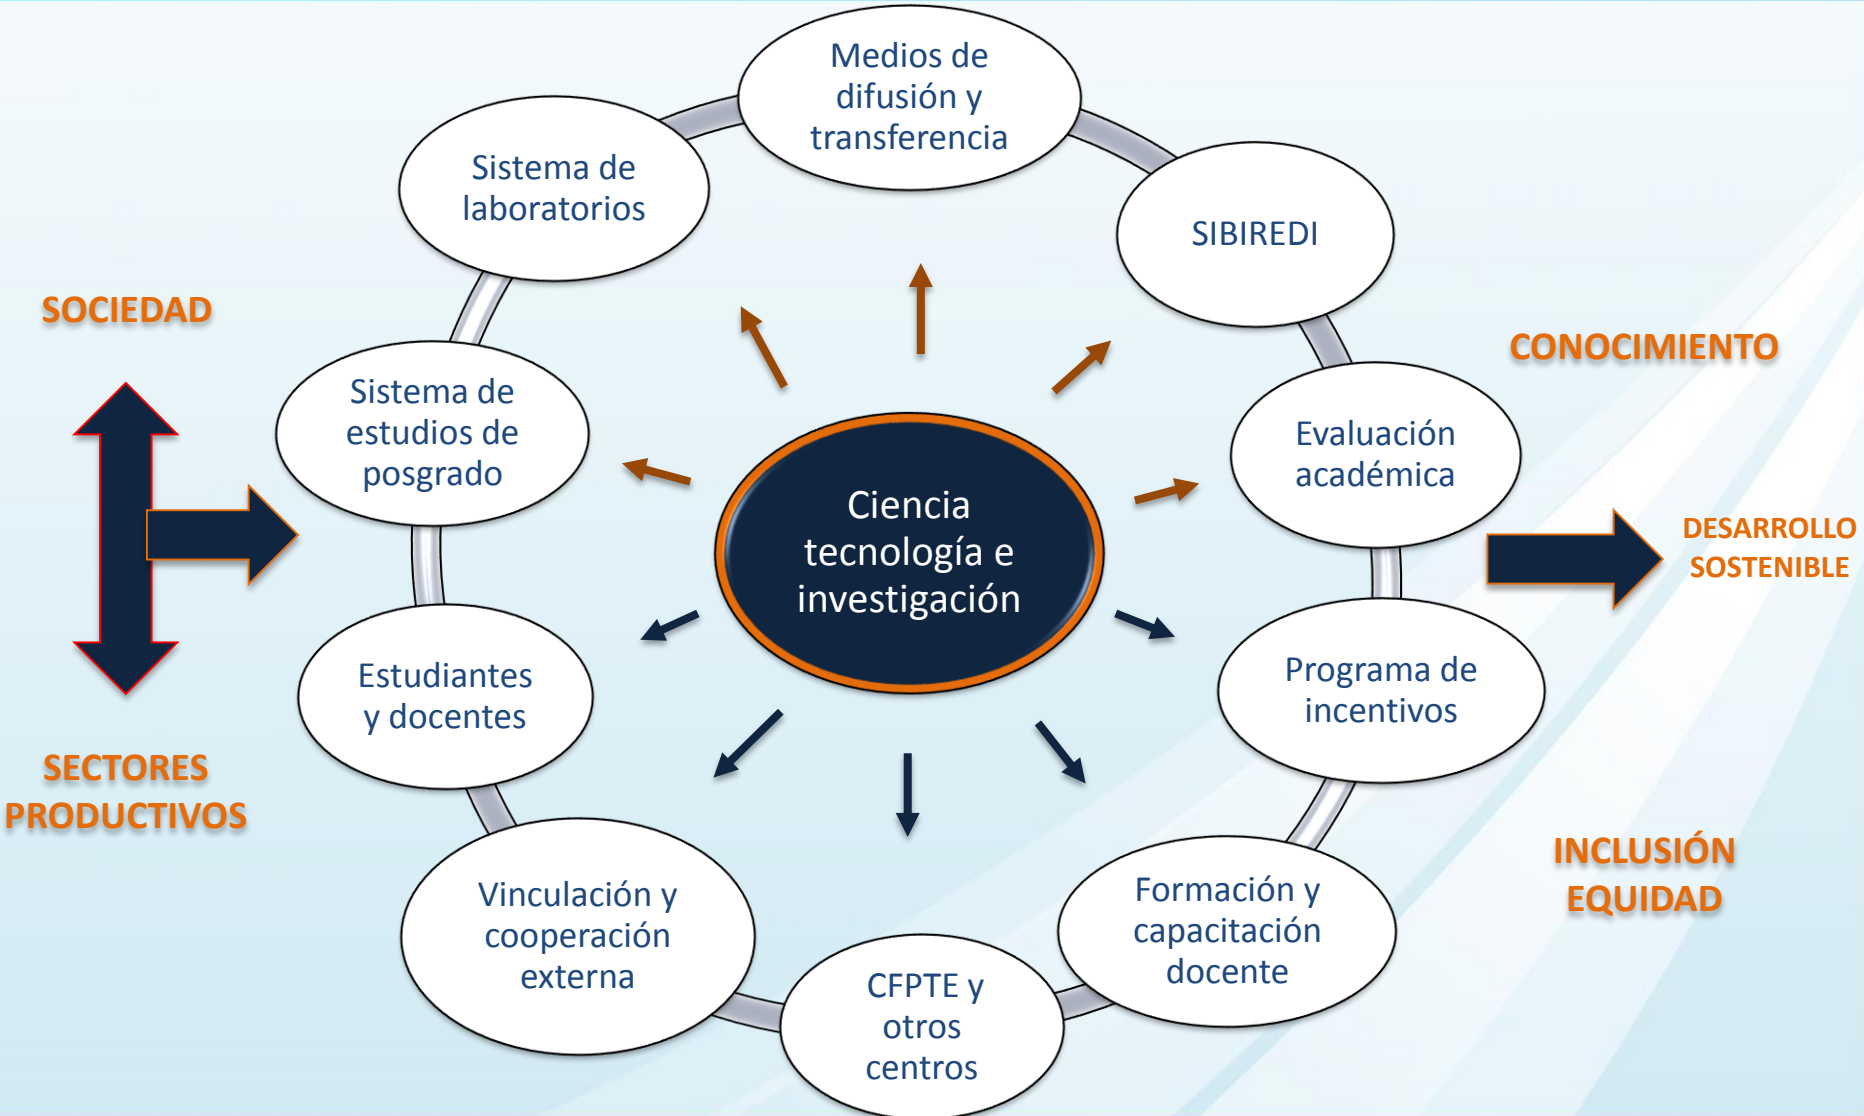 Medios de
difusión y
transferencia
Sistema de
laboratorios
SIBIREDI
SOCIEDAD
CONOCIMIENTO
Sistema de
estudios de
posgrado
Evaluación
académica
Ciencia
tecnología e
investigación
DESARROLLO
SOSTENIBLE
Estudiantes
y docentes
Programa de
incentivos
SECTORES
PRODUCTIVOS
INCLUSIÓN
EQUIDAD
Vinculación y
cooperación
externa
Formación y
capacitación
docente
CFPTE y
otros
centros